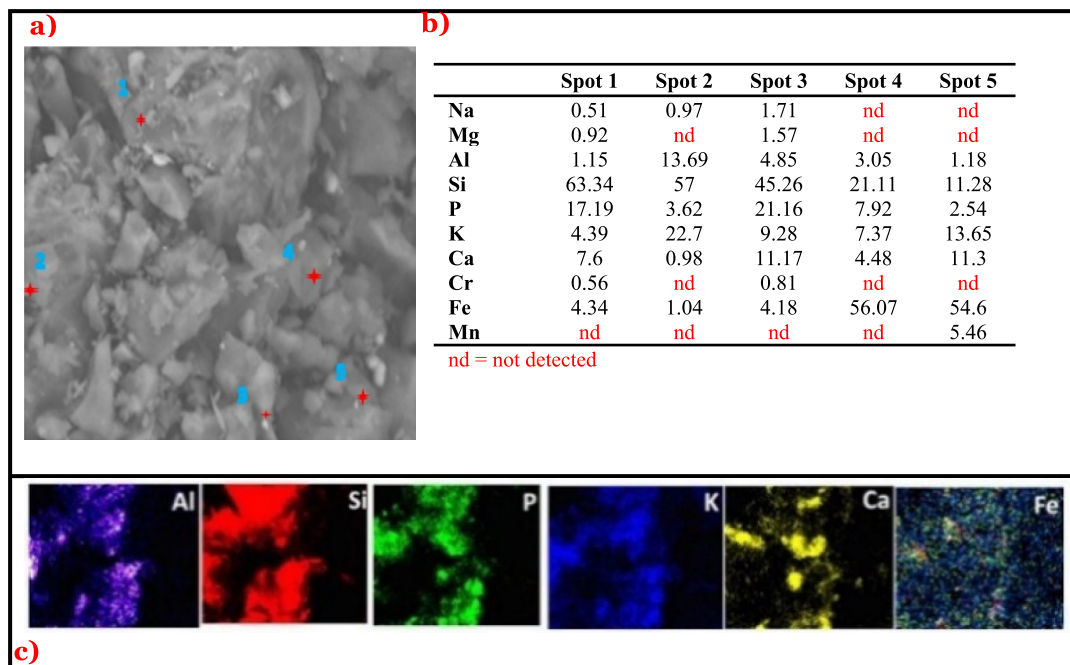 a)
b)
1
2
4
3
5
Spot 1 Spot 2 Spot 3 Spot 4 Spot 5
Na 0.51 0.97 1.71 nd nd
Mg 0.92 nd 1.57 nd nd
Al 1.15 13.69 4.85 3.05 1.18
Si 63.34 57 45.26 21.11 11.28
P 17.19 3.62 21.16 7.92 2.54
K 4.39 22.7 9.28 7.37 13.65
Ca 7.6 0.98 11.17 4.48 11.3
Cr 0.56 nd 0.81 nd nd
Fe 4.34 1.04 4.18 56.07 54.6
Mn nd nd nd nd 5.46
nd = not detected
Al Si P K Ca Fe
c)